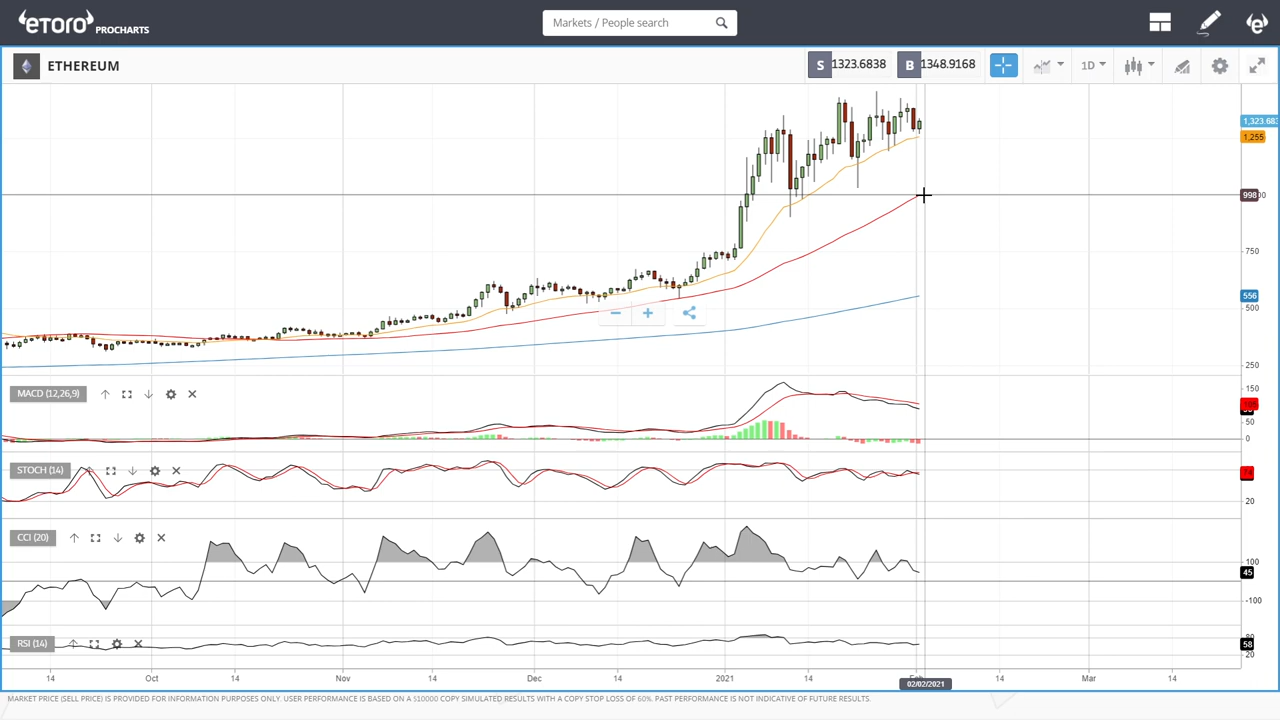 etoro PROCHARTS
Markets / People search
ETHEREUM
S 1323.6838
B 1348.9168
1D
1,323.683
1,255
998
750
556
500
250
MACD (12,26,9)
150
50
0
STOCH (14)
20
CCI (20)
100
45
-100
RSI (14)
80
58
20
14 Oct 14 Nov 14 Dec 14 2021 14 Feb 14 Mar 14
02/02/2021
MARKET PRICE (SELL PRICE) IS PROVIDED FOR INFORMATION PURPOSES ONLY. USER PERFORMANCE IS BASED ON A $10000 COPY SIMULATED RESULTS WITH A COPY STOP LOSS OF 60%. PAST PERFORMANCE IS NOT INDICATIVE OF FUTURE RESULTS.